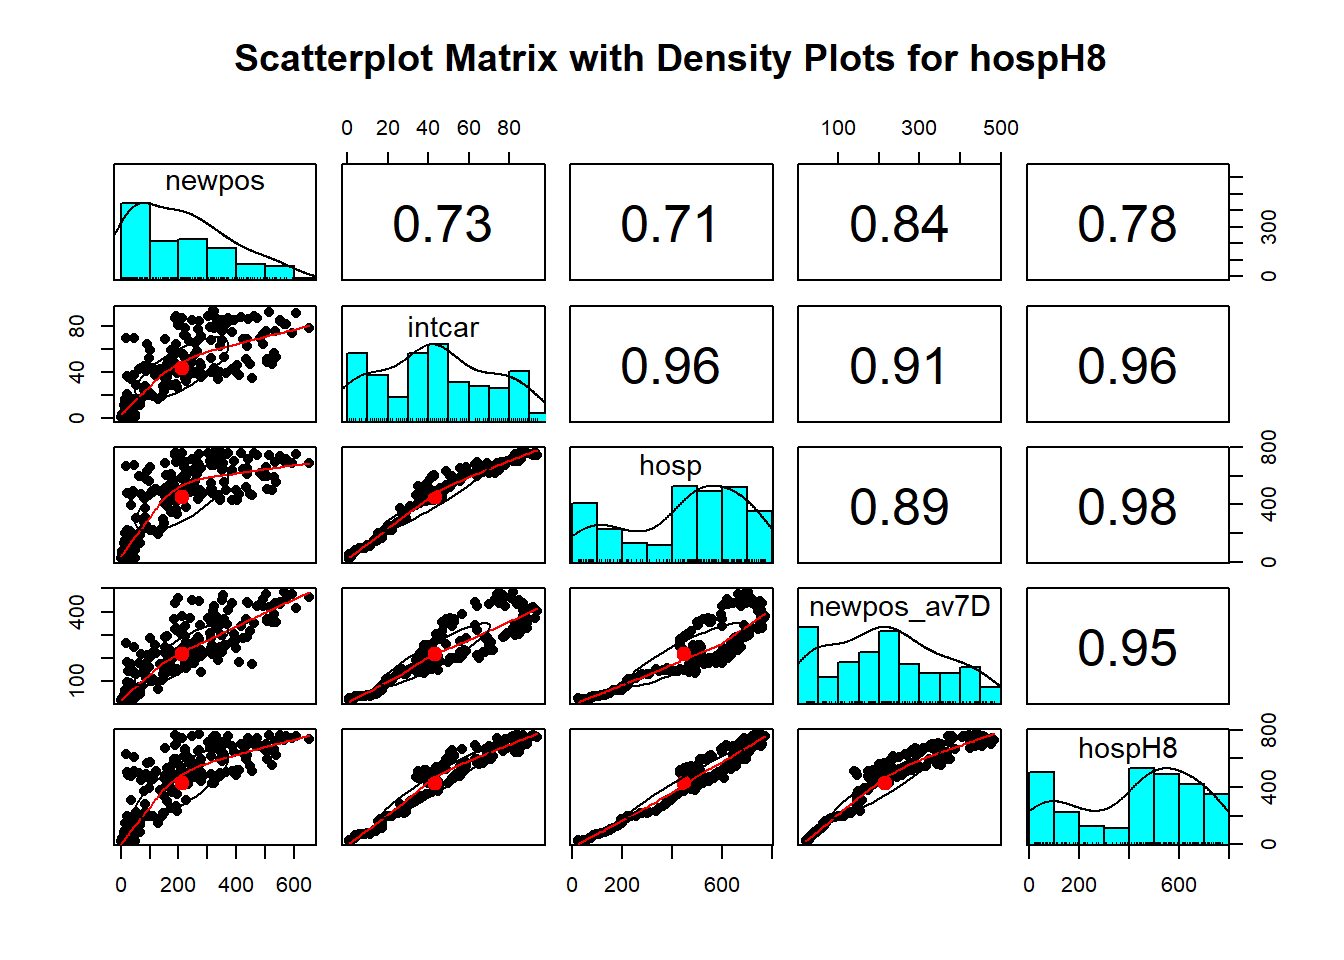 Scatterplot Matrix with Density Plots for hospH8
0 20 40 60 80 100 300 500
newpos 0.73 0.71 0.84 0.78 0 300
0 40 80 intcar 0.96 0.91 0.96
hosp 0.89 0.98 0 400 800
100 400 newpos_av7D 0.95
hospH8 0 400 800
0 200 400 600 0 200 600 0 200 600